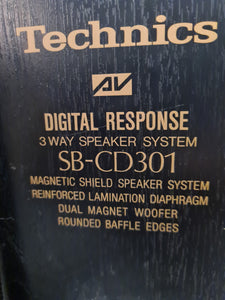 Technics
AV
DIGITAL RESPONSE
3 WAY SPEAKER SYSTEM
SB-CD301
MAGNETIC SHIELD SPEAKER SYSTEM
REINFORCED LAMINATION DIAPHRAGM
DUAL MAGNET WOOFER
ROUNDED BAFFLE EDGES